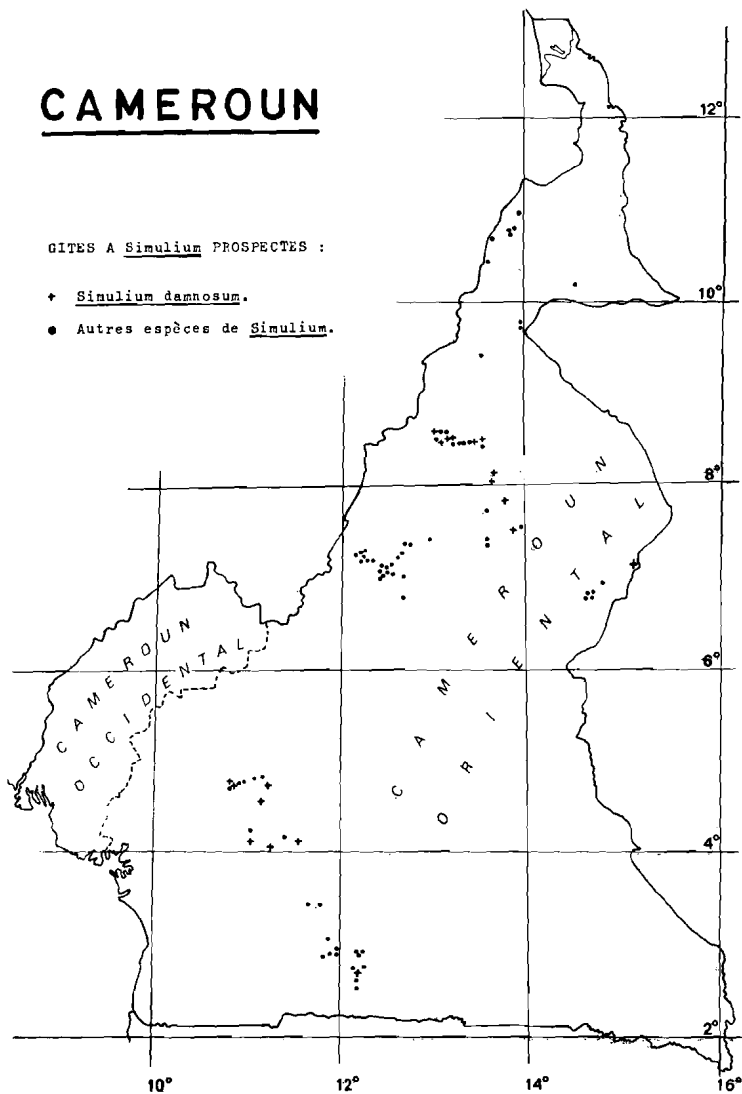 CAMEROUN
GITES A Simulium PROSPECTES :
+ Simulium damnosum.
● Autres espèces de Simulium.
12°
10°
8°
6°
4°
2°
CAMEROUN
OCCIDENTAL
CAMEROUN
ORIENTAL
10°
12°
14°
16°